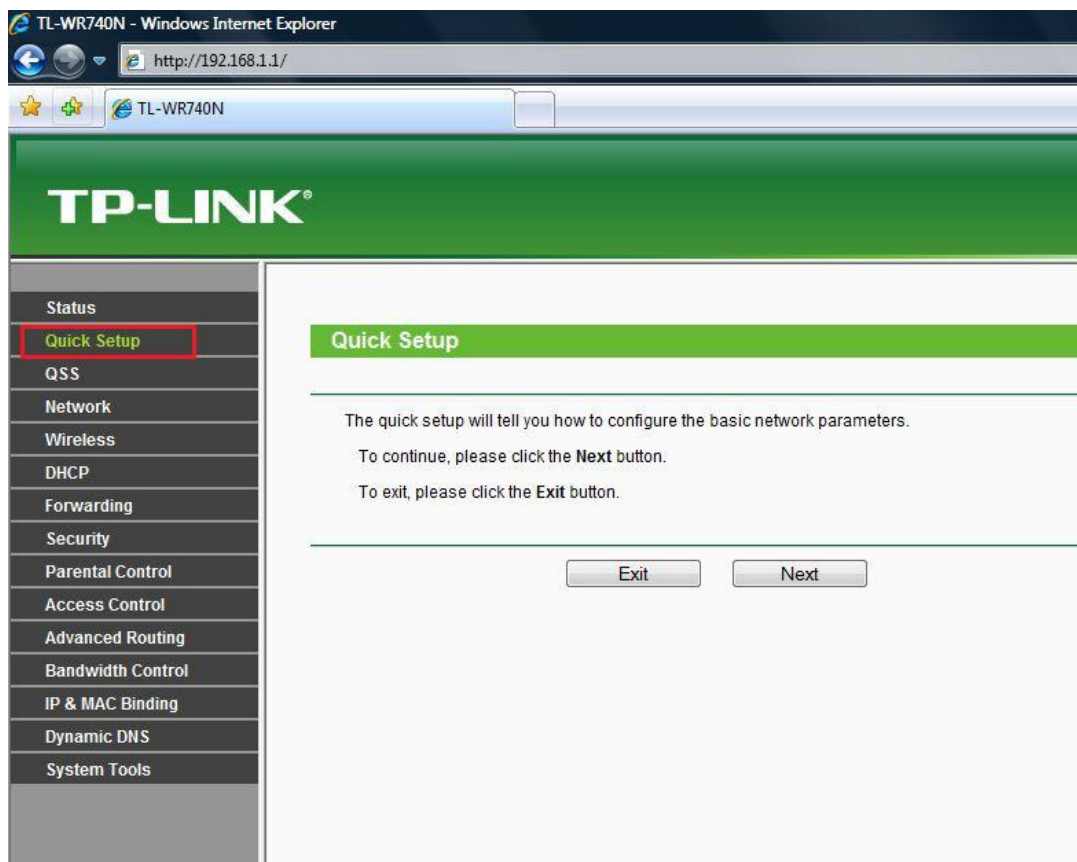 TL-WR740N - Windows Internet Explorer
http://192.168.1.1/
TL-WR740N
TP-LINK®
Status
Quick Setup
QSS
Network
Wireless
DHCP
Forwarding
Security
Parental Control
Access Control
Advanced Routing
Bandwidth Control
IP & MAC Binding
Dynamic DNS
System Tools
Quick Setup
The quick setup will tell you how to configure the basic network parameters.
To continue, please click the Next button.
To exit, please click the Exit button.
Exit Next